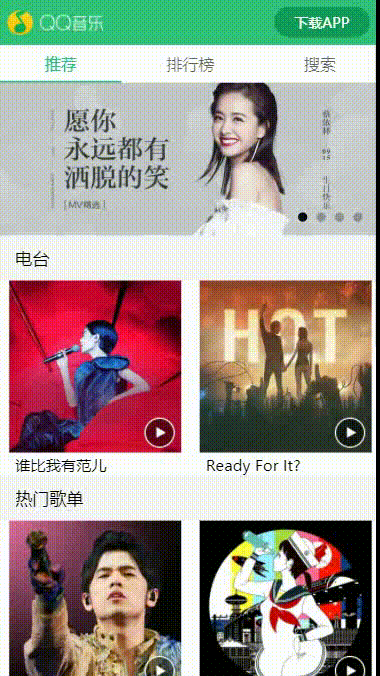 QQ音乐
下载APP
推荐
排行榜
搜索
愿你
永远都有
洒脱的笑
[MV精选]
蔡依林
09
15
生日快乐
电台
HOT
谁比我有范儿
Ready For It?
热门歌单